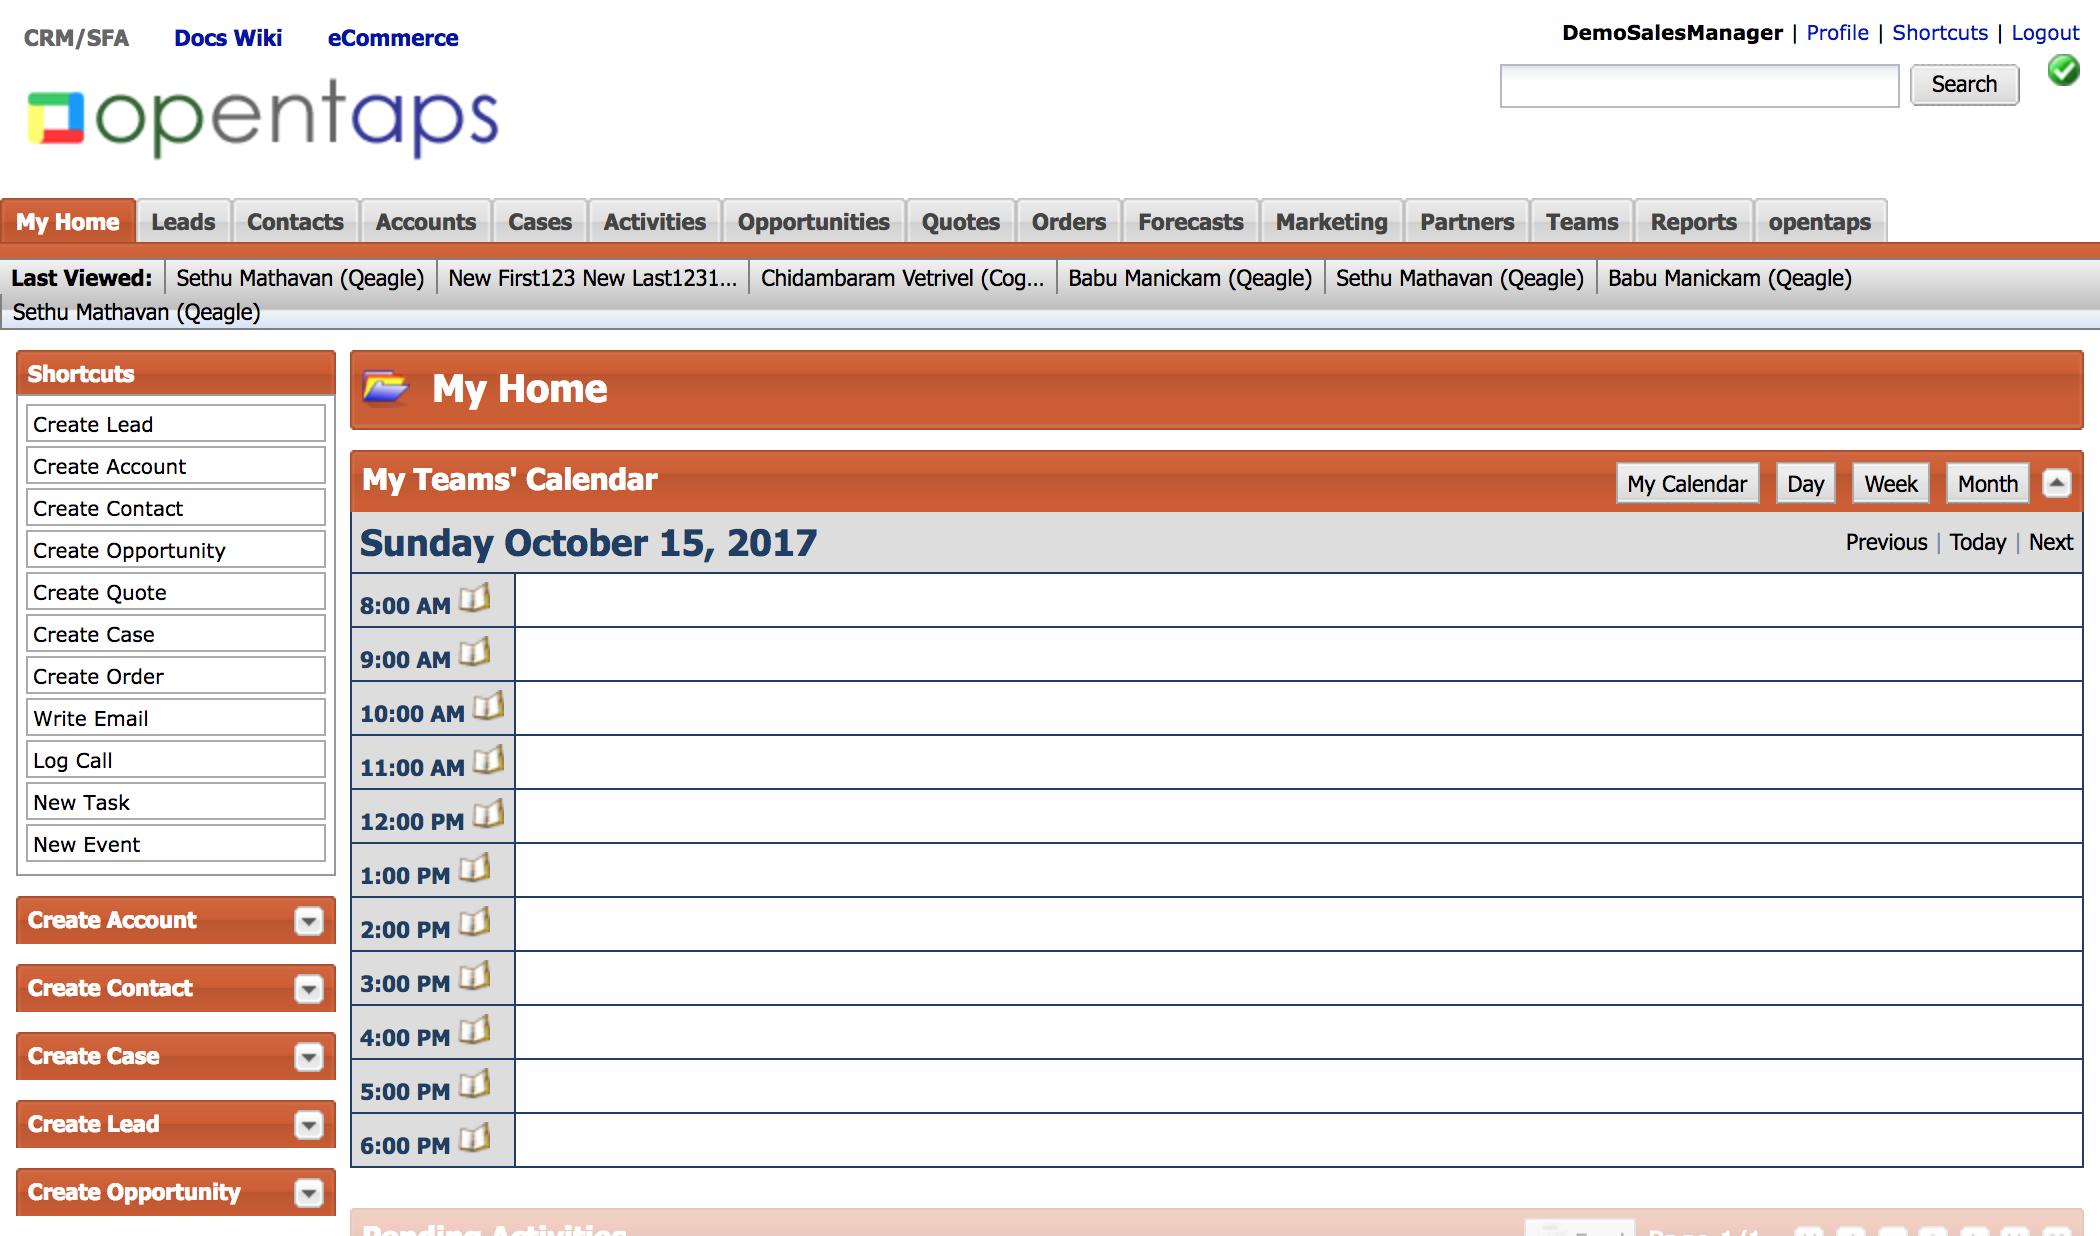 CRM/SFA Docs Wiki eCommerce
DemoSalesManager | Profile | Shortcuts | Logout
Search
opentaps
My Home Leads Contacts Accounts Cases Activities Opportunities Quotes Orders Forecasts Marketing Partners Teams Reports opentaps
Last Viewed: Sethu Mathavan (Qeagle) New First123 New Last1231... Chidambaram Vetrivel (Cog... Babu Manickam (Qeagle) Sethu Mathavan (Qeagle) Babu Manickam (Qeagle)
Sethu Mathavan (Qeagle)
Shortcuts
Create Lead
Create Account
Create Contact
Create Opportunity
Create Quote
Create Case
Create Order
Write Email
Log Call
New Task
New Event
Create Account
Create Contact
Create Case
Create Lead
Create Opportunity
My Home
My Teams' Calendar My Calendar Day Week Month
Sunday October 15, 2017 Previous | Today | Next
8:00 AM
9:00 AM
10:00 AM
11:00 AM
12:00 PM
1:00 PM
2:00 PM
3:00 PM
4:00 PM
5:00 PM
6:00 PM
Pending Activities Page 1/1